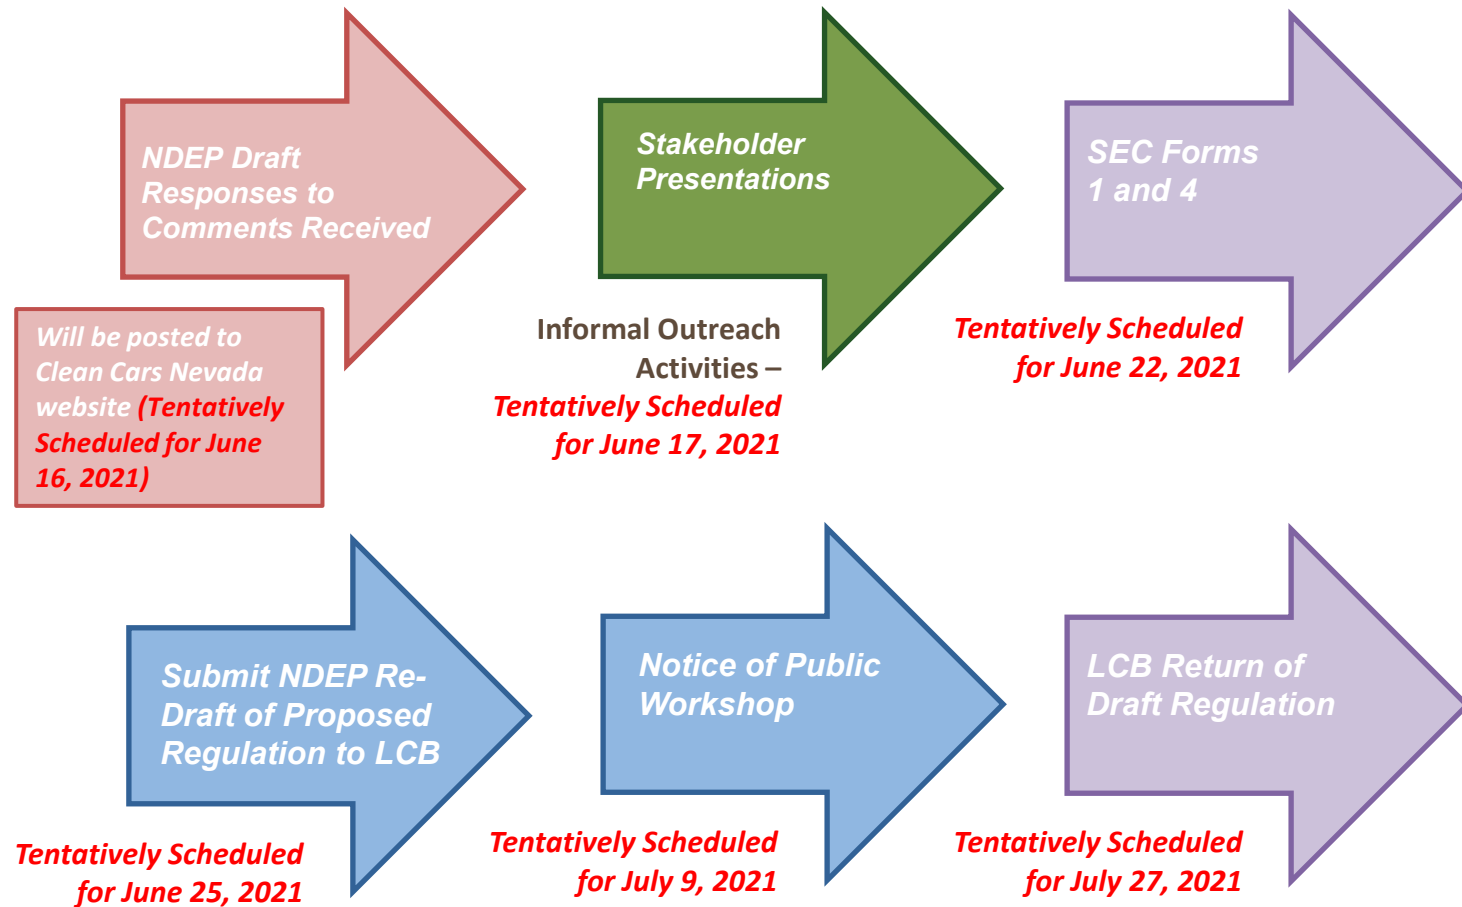 NDEP Draft
Responses to
Comments Received
Will be posted to
Clean Cars Nevada
website (Tentatively
Scheduled for June
16, 2021)
Stakeholder
Presentations
Informal Outreach
Activities –
Tentatively Scheduled
for June 17, 2021
SEC Forms
1 and 4
Tentatively Scheduled
for June 22, 2021
Submit NDEP Re-
Draft of Proposed
Regulation to LCB
Tentatively Scheduled
for June 25, 2021
Notice of Public
Workshop
Tentatively Scheduled
for July 9, 2021
LCB Return of
Draft Regulation
Tentatively Scheduled
for July 27, 2021